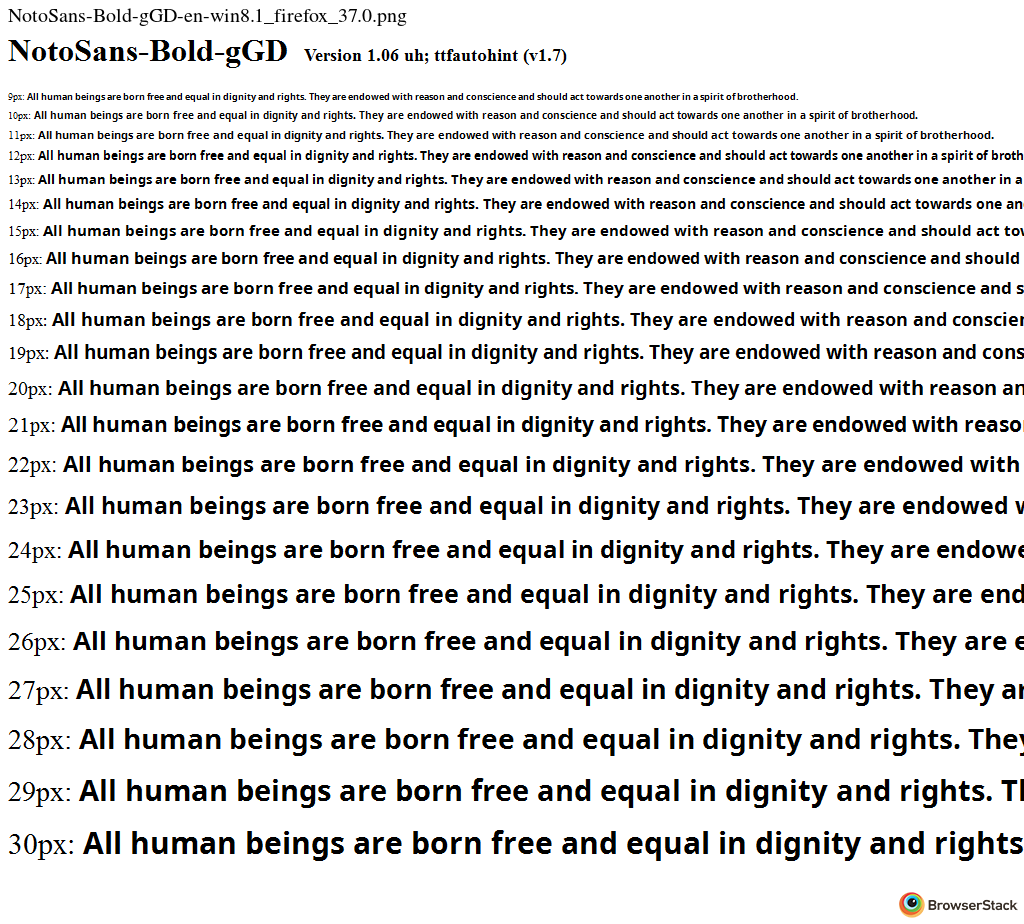 NotoSans-Bold-gGD-en-win8.1_firefox_37.0.png
NotoSans-Bold-gGD Version 1.06 uh; ttfautohint (v1.7)
9px: All human beings are born free and equal in dignity and rights. They are endowed with reason and conscience and should act towards one another in a spirit of brotherhood.
10px: All human beings are born free and equal in dignity and rights. They are endowed with reason and conscience and should act towards one another in a spirit of brotherhood.
11px: All human beings are born free and equal in dignity and rights. They are endowed with reason and conscience and should act towards one another in a spirit of brotherhood.
12px: All human beings are born free and equal in dignity and rights. They are endowed with reason and conscience and should act towards one another in a spirit of broth
13px: All human beings are born free and equal in dignity and rights. They are endowed with reason and conscience and should act towards one another in a
14px: All human beings are born free and equal in dignity and rights. They are endowed with reason and conscience and should act towards one an
15px: All human beings are born free and equal in dignity and rights. They are endowed with reason and conscience and should act tov
16px: All human beings are born free and equal in dignity and rights. They are endowed with reason and conscience and should
17px: All human beings are born free and equal in dignity and rights. They are endowed with reason and conscience and s
18px: All human beings are born free and equal in dignity and rights. They are endowed with reason and conscier
19px: All human beings are born free and equal in dignity and rights. They are endowed with reason and cons
20px: All human beings are born free and equal in dignity and rights. They are endowed with reason an
21px: All human beings are born free and equal in dignity and rights. They are endowed with reaso
22px: All human beings are born free and equal in dignity and rights. They are endowed with
23px: All human beings are born free and equal in dignity and rights. They are endowed w
24px: All human beings are born free and equal in dignity and rights. They are endowe
25px: All human beings are born free and equal in dignity and rights. They are end
26px: All human beings are born free and equal in dignity and rights. They are e
27px: All human beings are born free and equal in dignity and rights. They ar
28px: All human beings are born free and equal in dignity and rights. They
29px: All human beings are born free and equal in dignity and rights. Tl
30px: All human beings are born free and equal in dignity and rights
BrowserStack